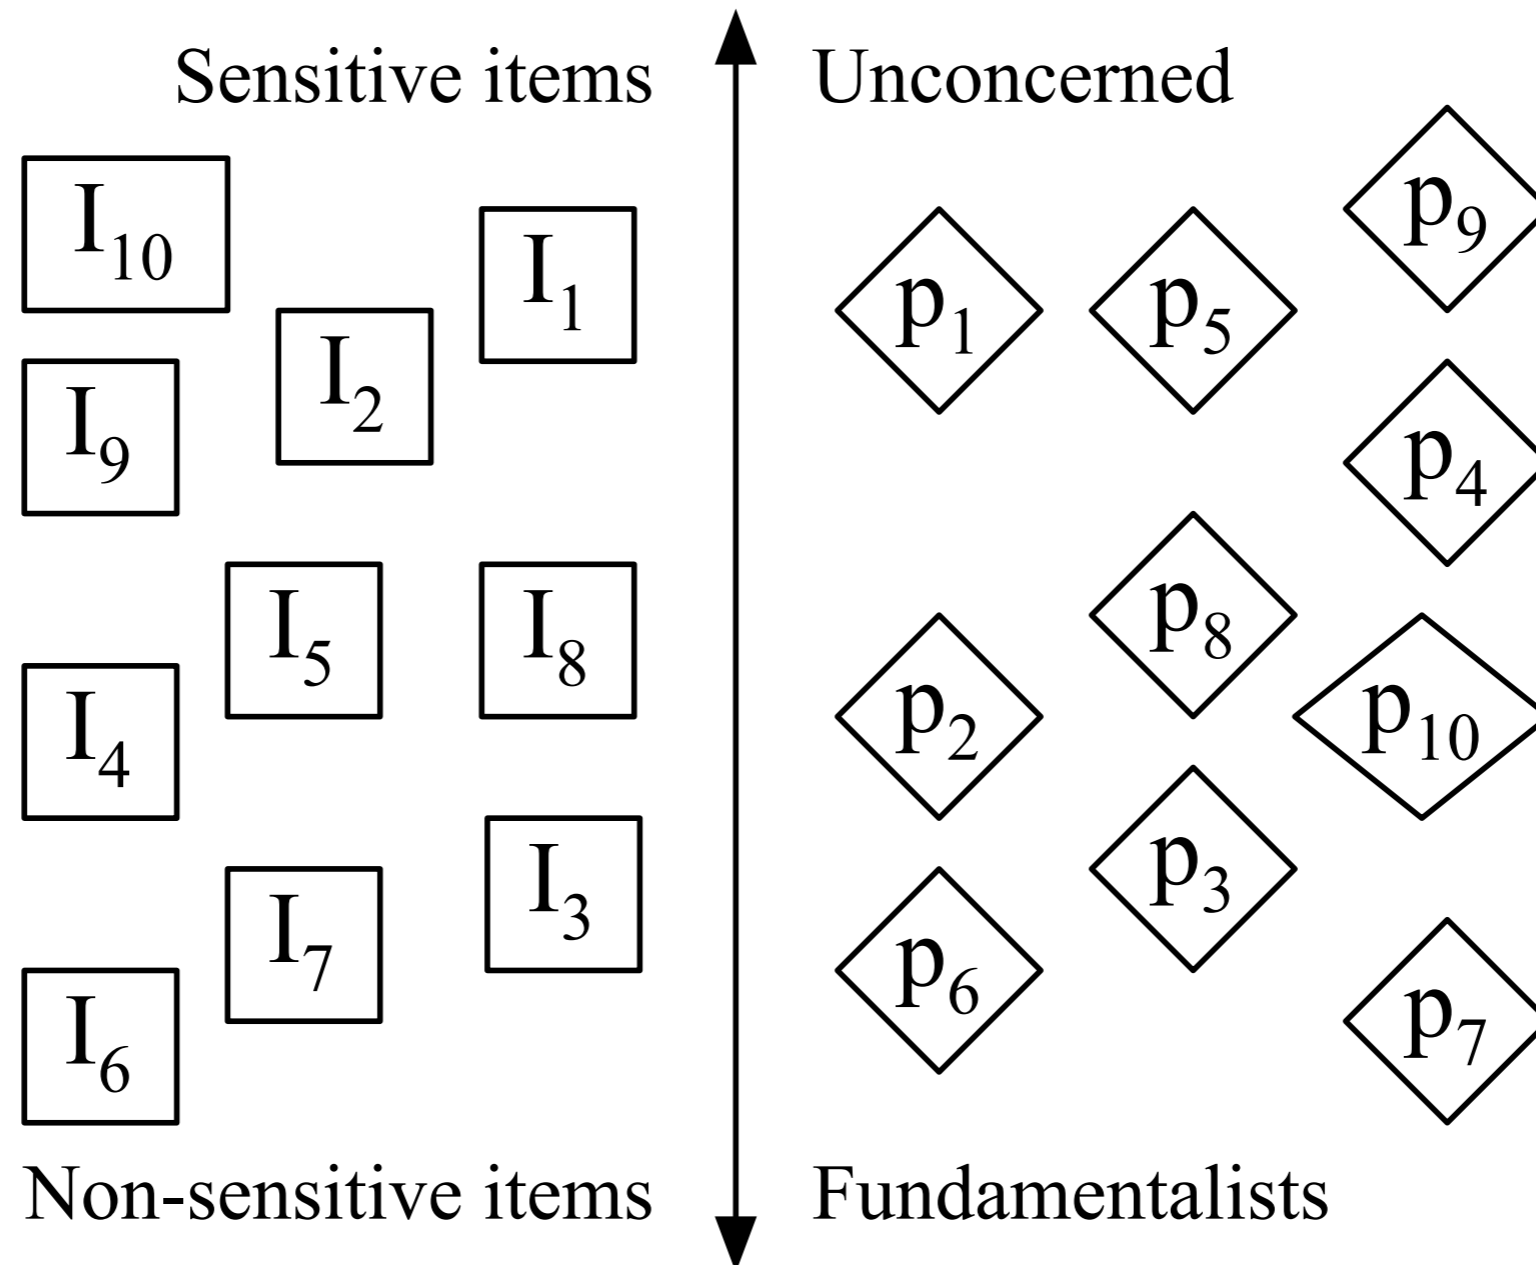 Sensitive items
Unconcerned
I₁₀
I₁
I₂
I₉
I₅
I₈
I₄
I₃
I₇
I₆
Non-sensitive items
p₉
p₁
p₅
p₄
p₈
p₂
p₁₀
p₃
p₆
p₇
Fundamentalists